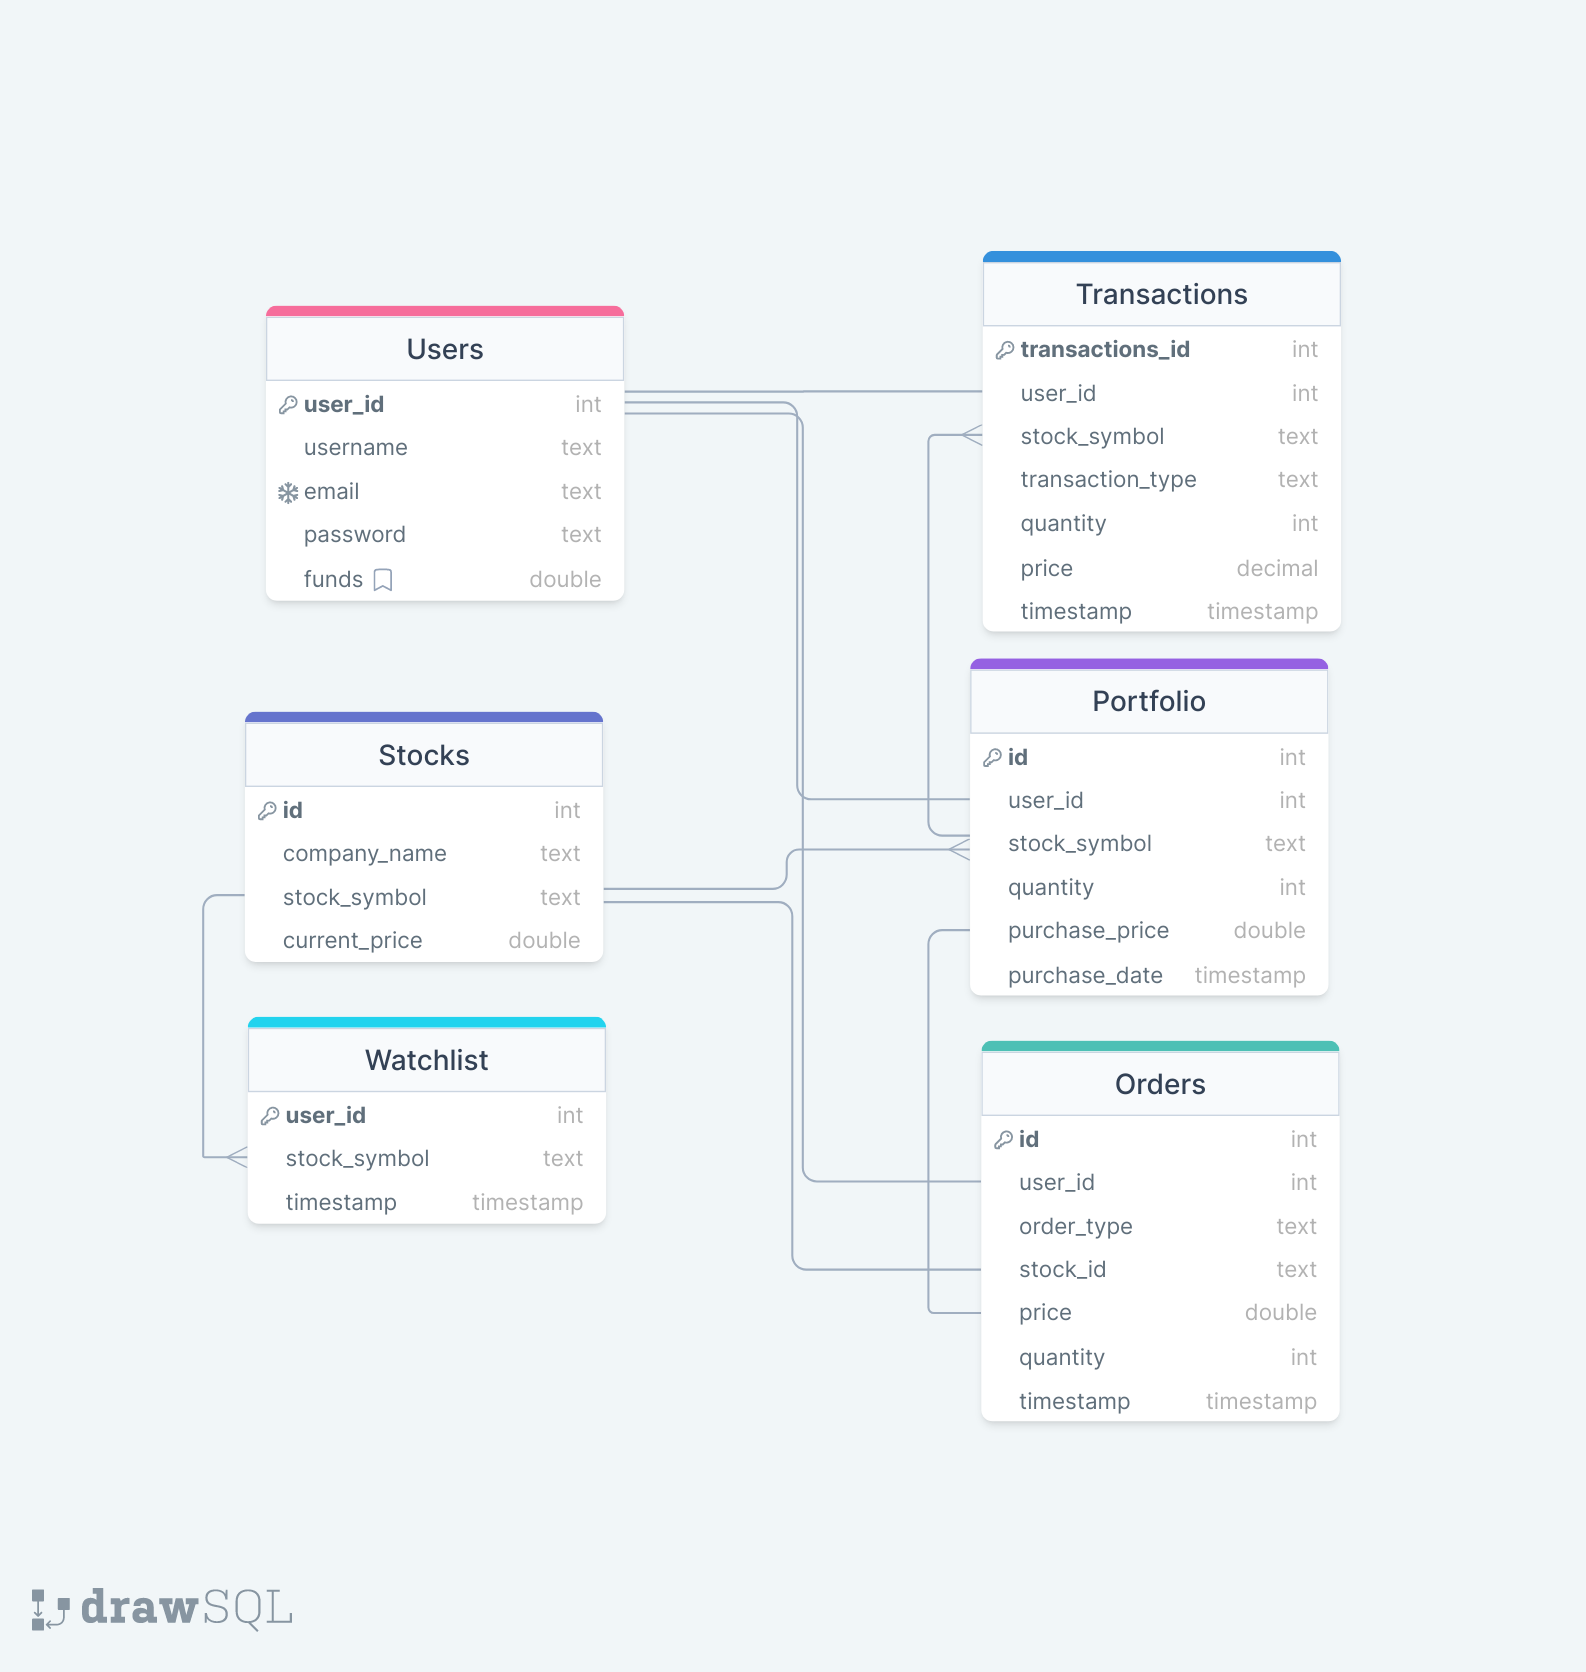 Users
user_id int
username text
email text
password text
funds double
Transactions
transactions_id int
user_id int
stock_symbol text
transaction_type text
quantity int
price decimal
timestamp timestamp
Stocks
id int
company_name text
stock_symbol text
current_price double
Portfolio
id int
user_id int
stock_symbol text
quantity int
purchase_price double
purchase_date timestamp
Watchlist
user_id int
stock_symbol text
timestamp timestamp
Orders
id int
user_id int
order_type text
stock_id text
price double
quantity int
timestamp timestamp
drawSQL